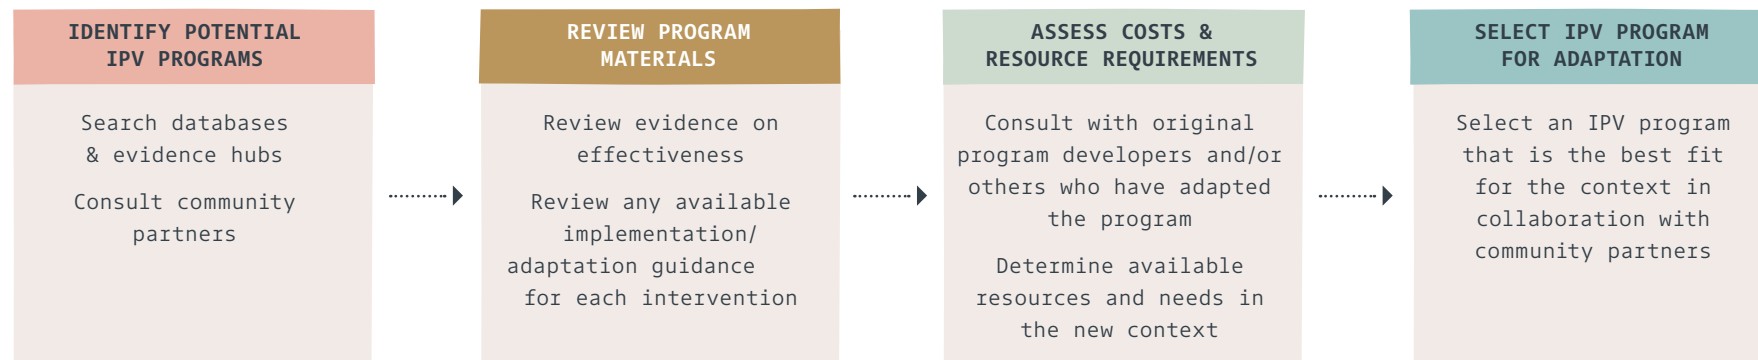 IDENTIFY POTENTIAL
IPV PROGRAMS
Search databases
& evidence hubs
Consult community
partners
REVIEW PROGRAM
MATERIALS
Review evidence on
effectiveness
Review any available
implementation/
adaptation guidance
for each intervention
ASSESS COSTS &
RESOURCE REQUIREMENTS
Consult with original
program developers and/or
others who have adapted
the program
Determine available
resources and needs in
the new context
SELECT IPV PROGRAM
FOR ADAPTATION
Select an IPV program
that is the best fit
for the context in
collaboration with
community partners